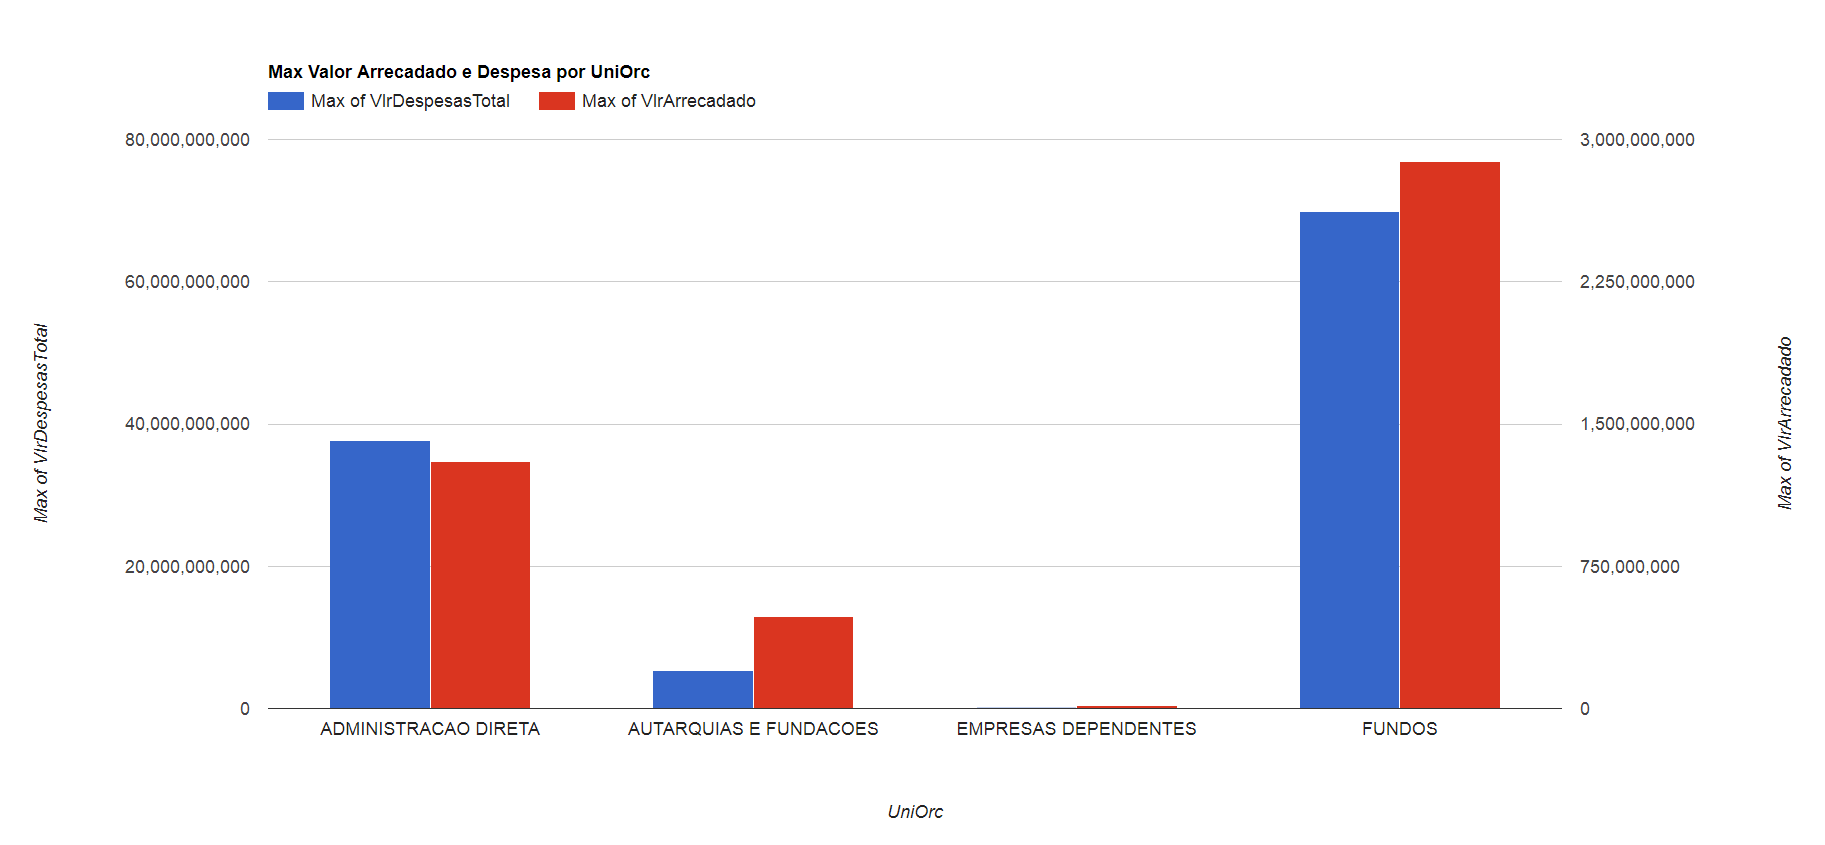 Max Valor Arrecadado e Despesa por UniOrc
Max of VlrDespesasTotal
Max of VlrArrecadado
80,000,000,000
60,000,000,000
40,000,000,000
20,000,000,000
0
3,000,000,000
2,250,000,000
1,500,000,000
750,000,000
0
Max of VlrDespesasTotal
Max of VlrArrecadado
ADMINISTRACAO DIRETA
AUTARQUIAS E FUNDACOES
EMPRESAS DEPENDENTES
FUNDOS
UniOrc